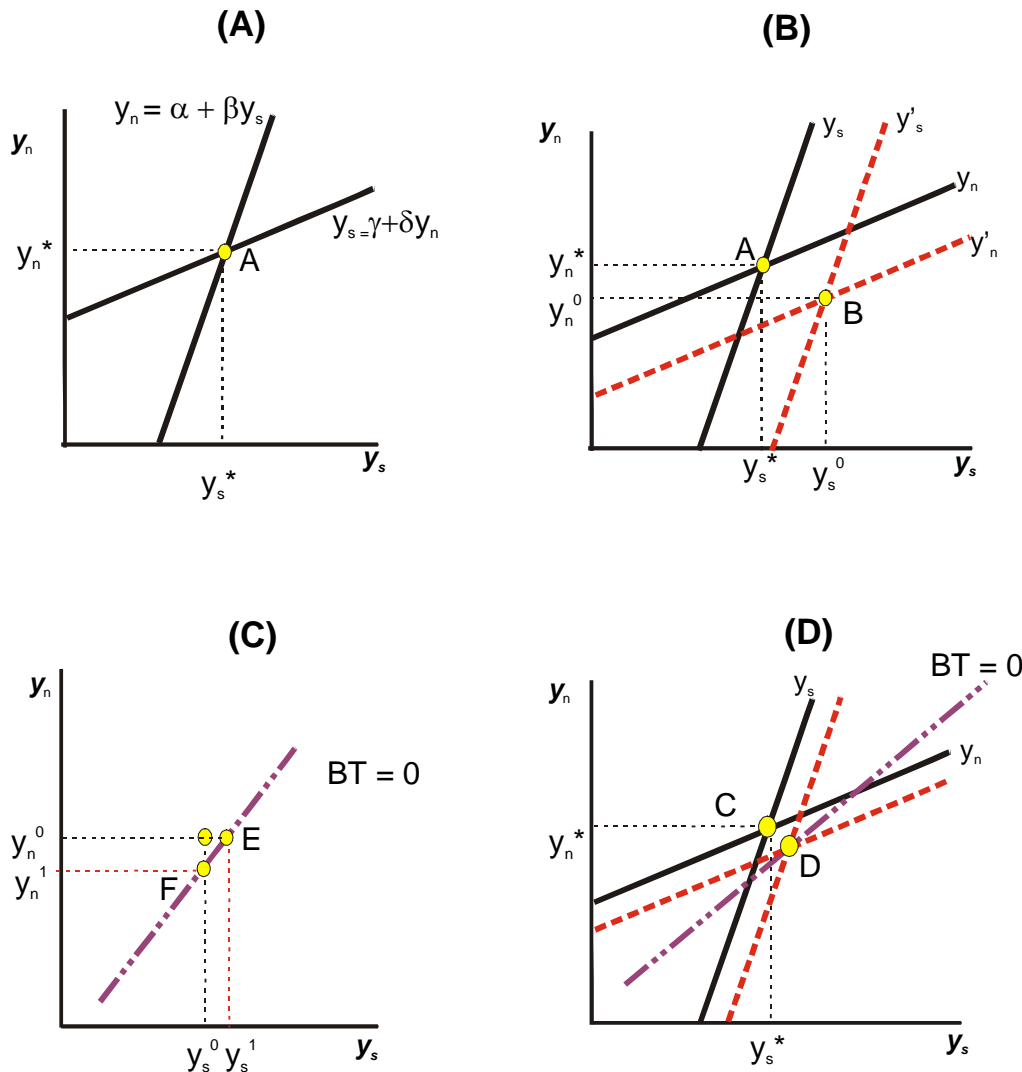 (A)
yₙ = α + βyₛ
yₙ
yₛ = γ+δyₙ
yₙ*
A
yₛ
yₛ*
(B)
yₙ
yₛ
y’ₛ
yₙ
y’ₙ
yₙ*
A
yₙ⁰
B
yₛ*
yₛ⁰
yₛ
(C)
yₙ
BT = 0
yₙ⁰
E
yₙ¹
F
yₛ⁰ yₛ¹
yₛ
(D)
BT = 0
yₙ
yₛ
yₙ
C
yₙ*
D
yₛ*
yₛ